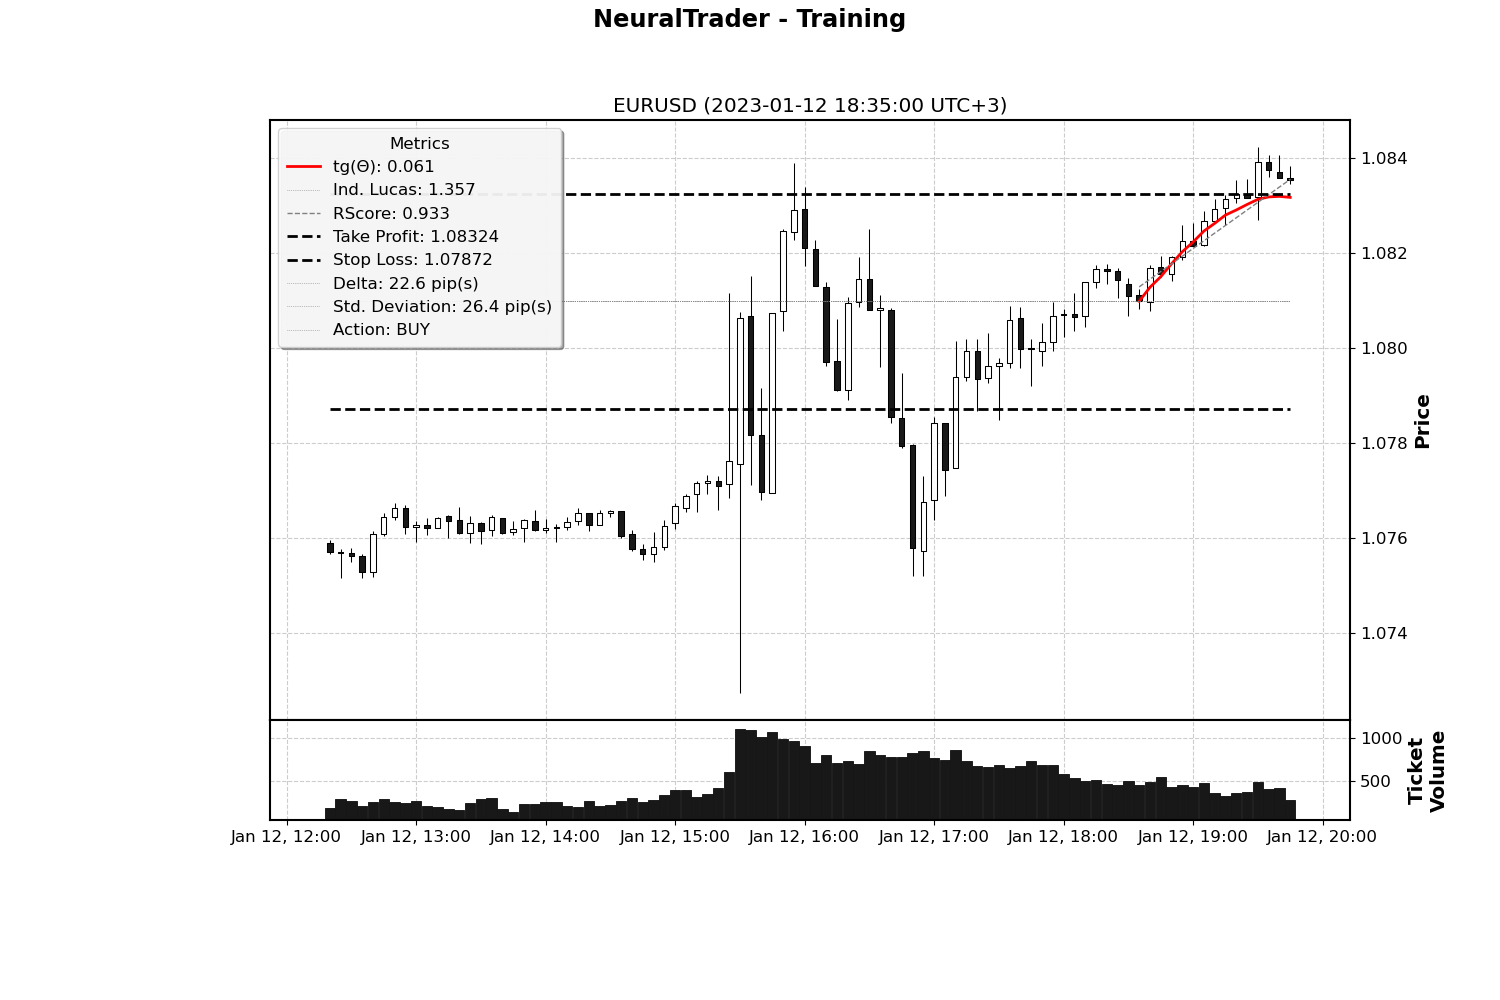 NeuralTrader - Training
EURUSD (2023-01-12 18:35:00 UTC+3)
Metrics
tg(Θ): 0.061
Ind. Lucas: 1.357
RScore: 0.933
Take Profit: 1.08324
Stop Loss: 1.07872
Delta: 22.6 pip(s)
Std. Deviation: 26.4 pip(s)
Action: BUY
1.084
1.082
1.080
1.078
1.076
1.074
Price
1000
500
Ticket
Volume
Jan 12, 12:00
Jan 12, 13:00
Jan 12, 14:00
Jan 12, 15:00
Jan 12, 16:00
Jan 12, 17:00
Jan 12, 18:00
Jan 12, 19:00
Jan 12, 20:00